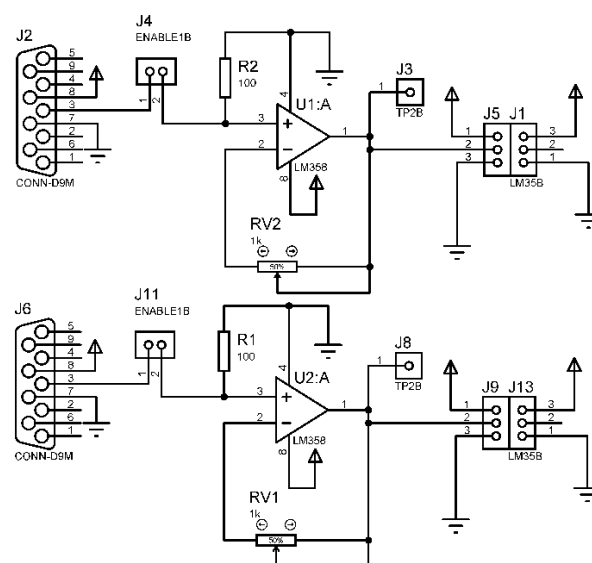 J2
5
9
4
8
3
7
2
6
1
CONN-D9M
J4
ENABLE1B
1
2
R2
100
U1:A
3
2
4
8
1
LM358
RV2
1k
50%
J3
1
TP2B
J5 J1
1
2
3
3
2
1
LM35B
J6
5
9
4
8
3
7
2
6
1
CONN-D9M
J11
ENABLE1B
1
2
R1
100
U2:A
3
2
4
8
1
LM358
RV1
1k
50%
J8
1
TP2B
J9 J13
1
2
3
3
2
1
LM35B